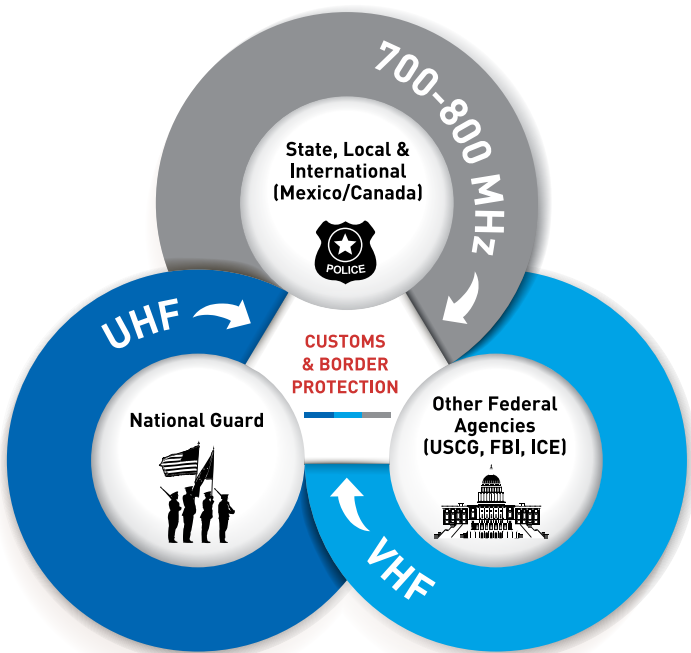 700-800 MHz
State, Local &
International
(Mexico/Canada)
POLICE
UHF
CUSTOMS
& BORDER
PROTECTION
National Guard
Other Federal
Agencies
(USCG, FBI, ICE)
VHF